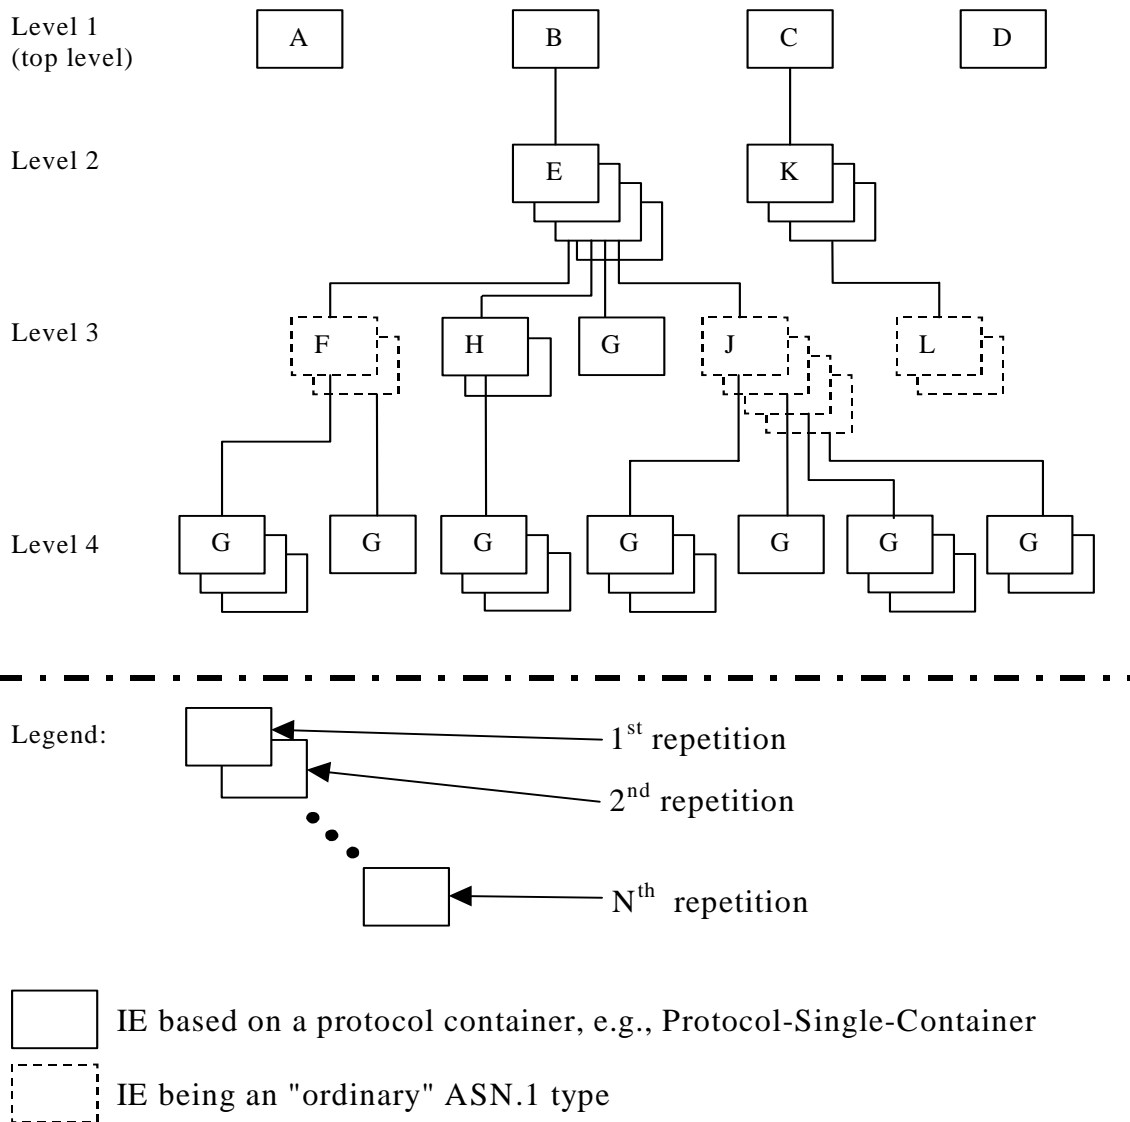 Level 1
(top level)
A
B
C
D
Level 2
E
K
Level 3
F
H
G
J
L
Level 4
G
G
G
G
G
G
G
Legend:
1st repetition
2nd repetition
Nth repetition
IE based on a protocol container, e.g., Protocol-Single-Container
IE being an "ordinary" ASN.1 type